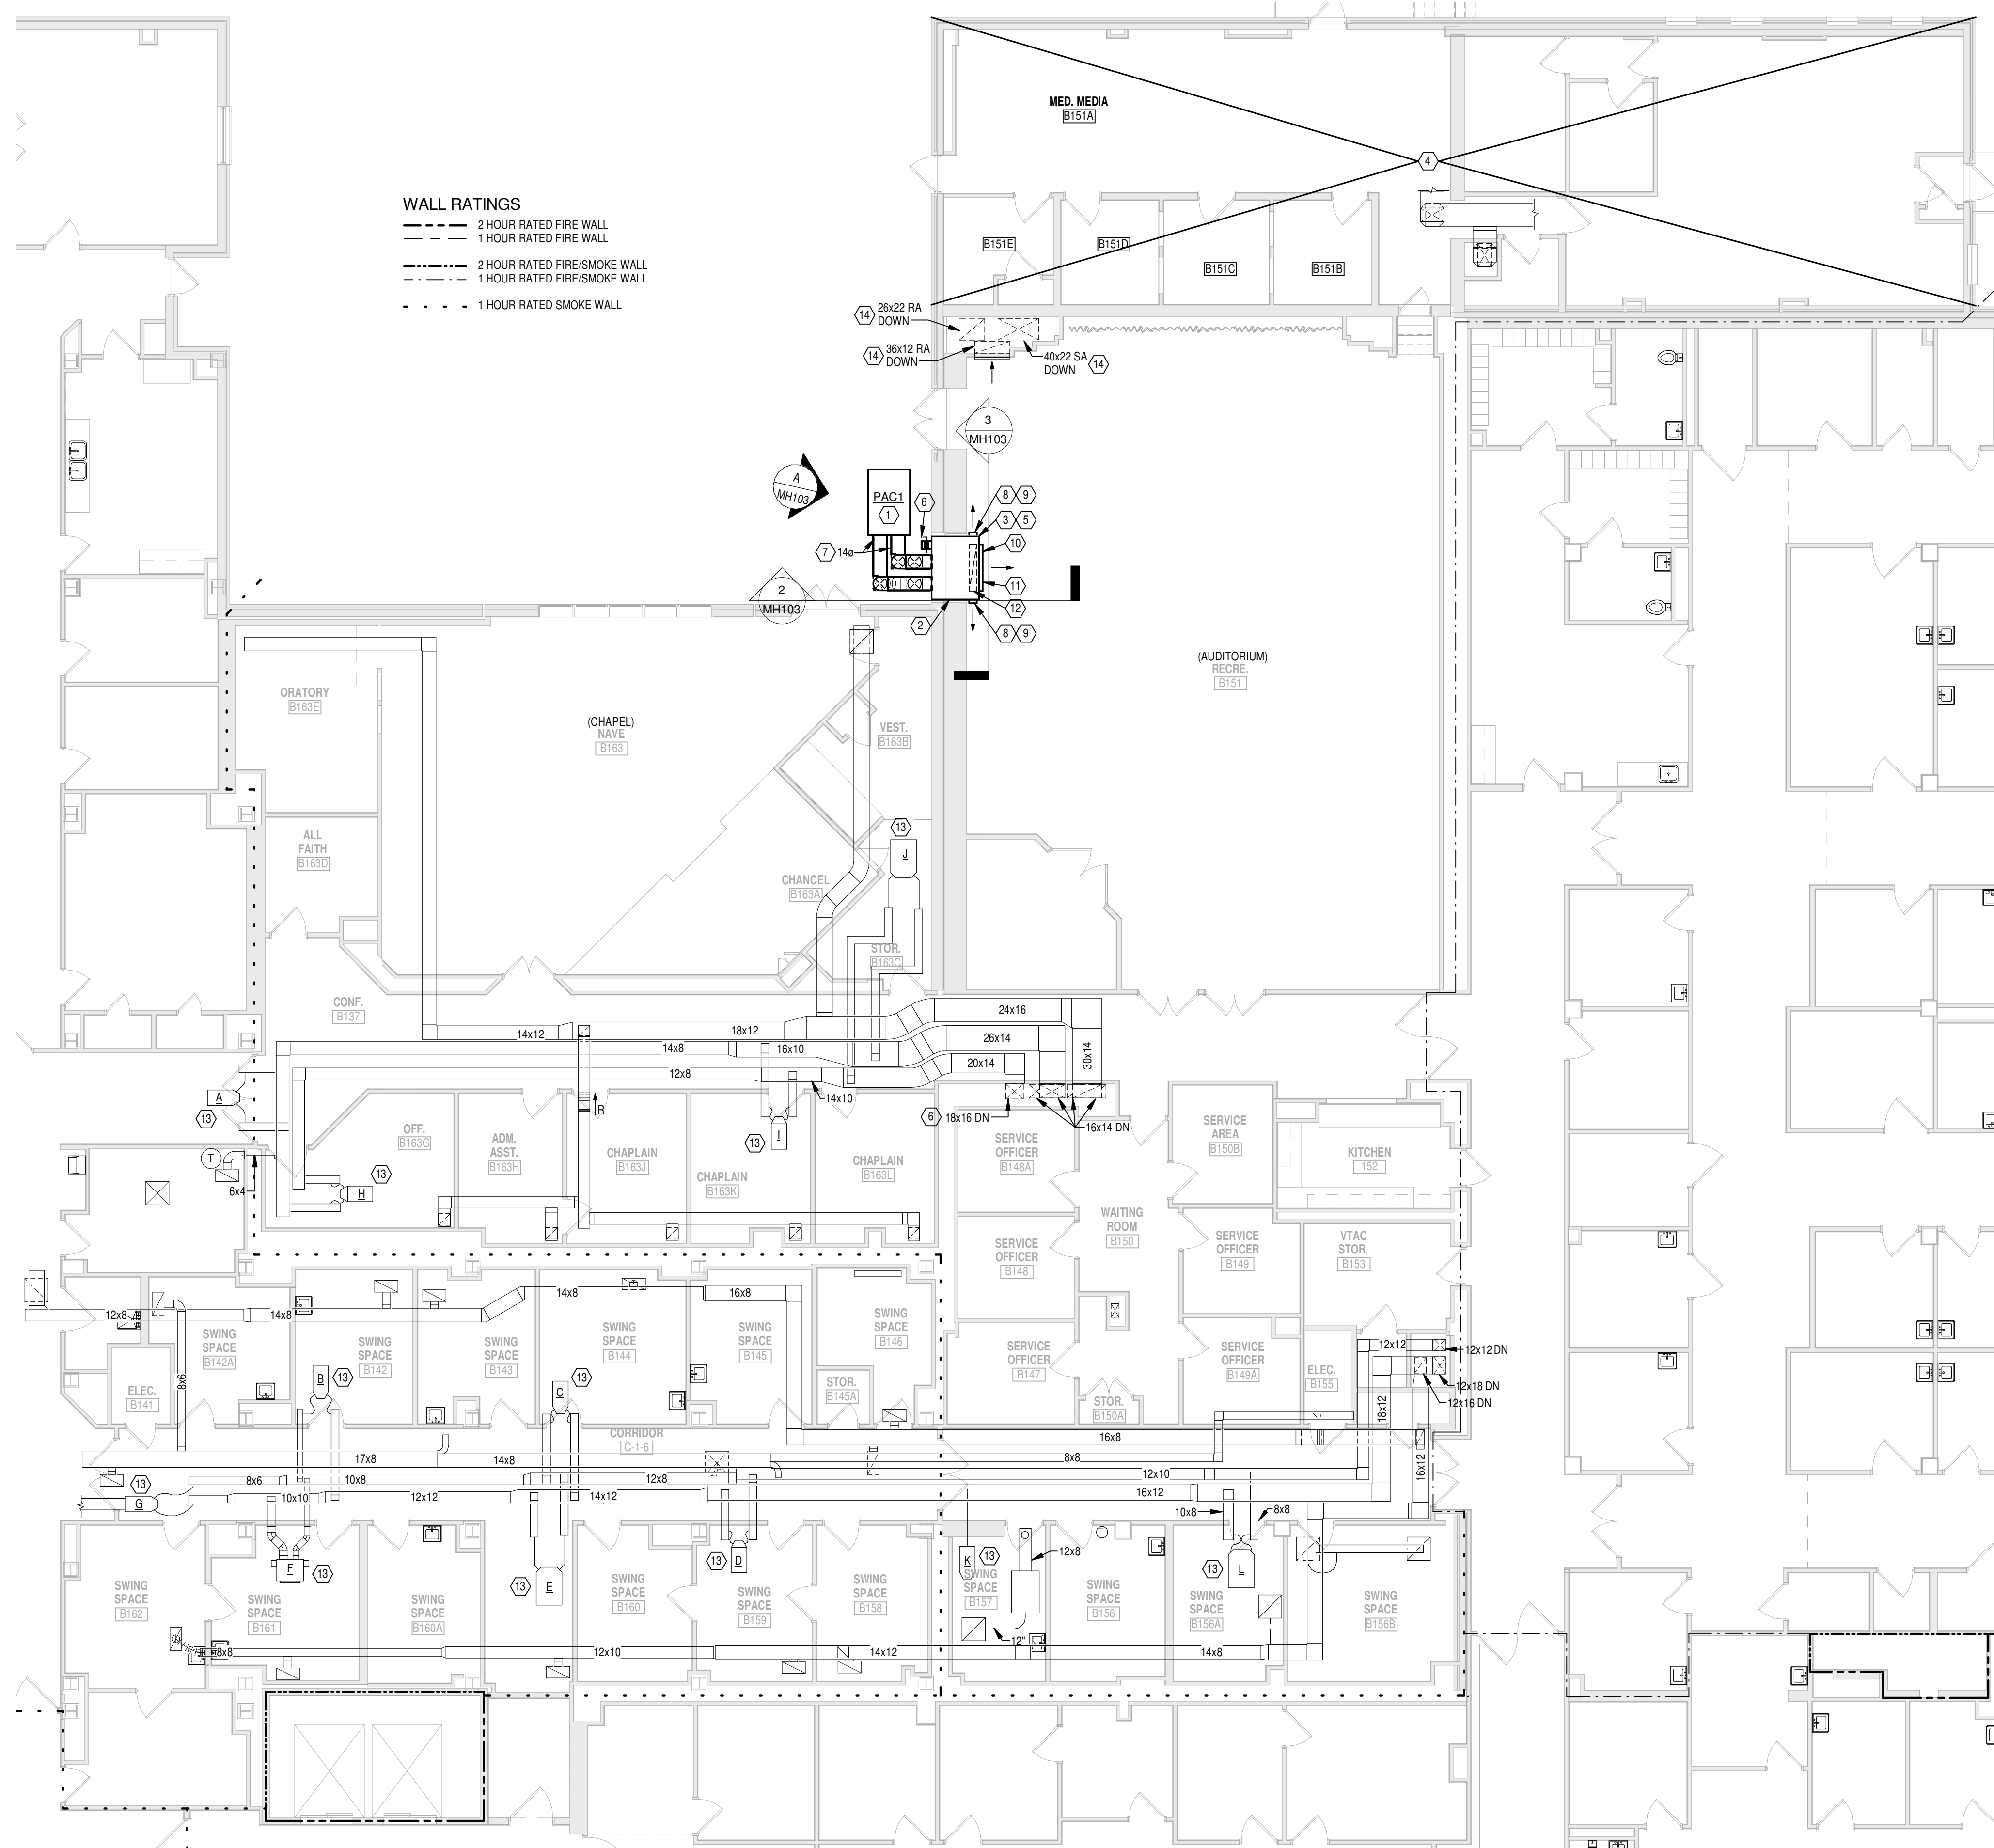 MED. MEDIA
B151A
4
WALL RATINGS
2 HOUR RATED FIRE WALL
1 HOUR RATED FIRE WALL
2 HOUR RATED FIRE/SMOKE WALL
1 HOUR RATED FIRE/SMOKE WALL
1 HOUR RATED SMOKE WALL
B151E
B151D
B151C
B151B
14
26x22 RA
DOWN
14
36x12 RA
DOWN
40x22 SA
DOWN
14
3
MH103
A
MH103
PAC1
1
6
8
9
3
5
7
14ø
10
11
12
2
MH103
2
8
9
(AUDITORIUM)
RECRE.
B151
ORATORY
B163E
(CHAPEL)
NAVE
B163
VEST.
B163B
ALL
FAITH
B163D
13
J
CHANCEL
B163A
STOR.
B163C
CONF.
B137
24x16
14x12
18x12
26x14
14x8
16x10
30x14
20x14
12x8
14x10
A
13
R
6
18x16 DN
16x14 DN
OFF.
B163G
ADM.
ASST.
B163H
CHAPLAIN
B163J
CHAPLAIN
B163K
13
I
CHAPLAIN
B163L
SERVICE
OFFICER
B148A
SERVICE
AREA
B150B
KITCHEN
152
T
6x4
13
H
WAITING
ROOM
B150
SERVICE
OFFICER
B148
SERVICE
OFFICER
B149
VTAC
STOR.
B153
12x8
14x8
14x8
16x8
SWING
SPACE
B142A
SWING
SPACE
B142
SWING
SPACE
B143
SWING
SPACE
B144
SWING
SPACE
B145
SWING
SPACE
B146
SERVICE
OFFICER
B147
SERVICE
OFFICER
B149A
ELEC.
B155
12x12
12x12 DN
12x18 DN
12x16 DN
8x6
ELEC.
B141
B
13
C
13
STOR.
B145A
STOR.
B150A
18x12
CORRIDOR
C-1-6
16x8
17x8
14x8
8x8
13
8x6
10x8
12x8
12x10
16x12
G
10x10
12x12
14x12
16x12
10x8
8x8
F
13
13
E
13
D
K
13
12x8
13
L
SWING
SPACE
B162
SWING
SPACE
B161
SWING
SPACE
B160A
SWING
SPACE
B160
SWING
SPACE
B159
SWING
SPACE
B158
SWING
SPACE
B157
SWING
SPACE
B156
SWING
SPACE
B156A
SWING
SPACE
B156B
8x8
12x10
14x12
12"
14x8